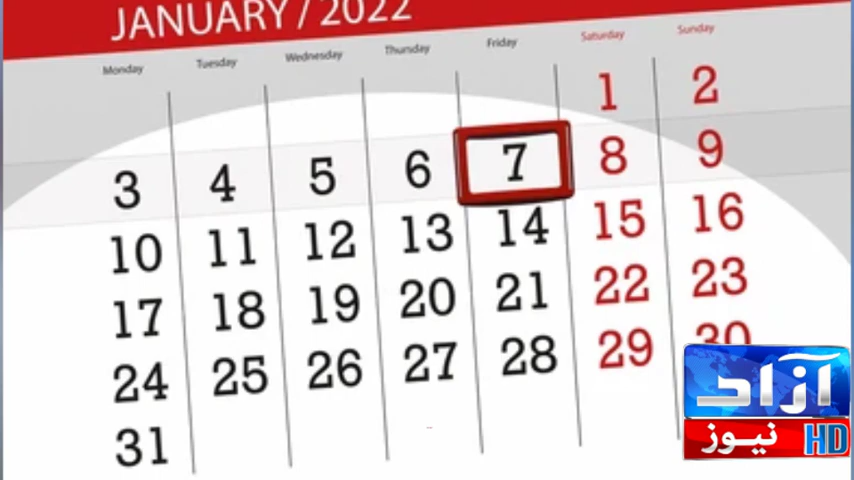 JANUARY / 2022
Monday Tuesday Wednesday Thursday Friday Saturday Sunday
1 2
3 4 5 6 7 8 9
10 11 12 13 14 15 16
17 18 19 20 21 22 23
24 25 26 27 28 29 30
31
آزاد
نیوز HD